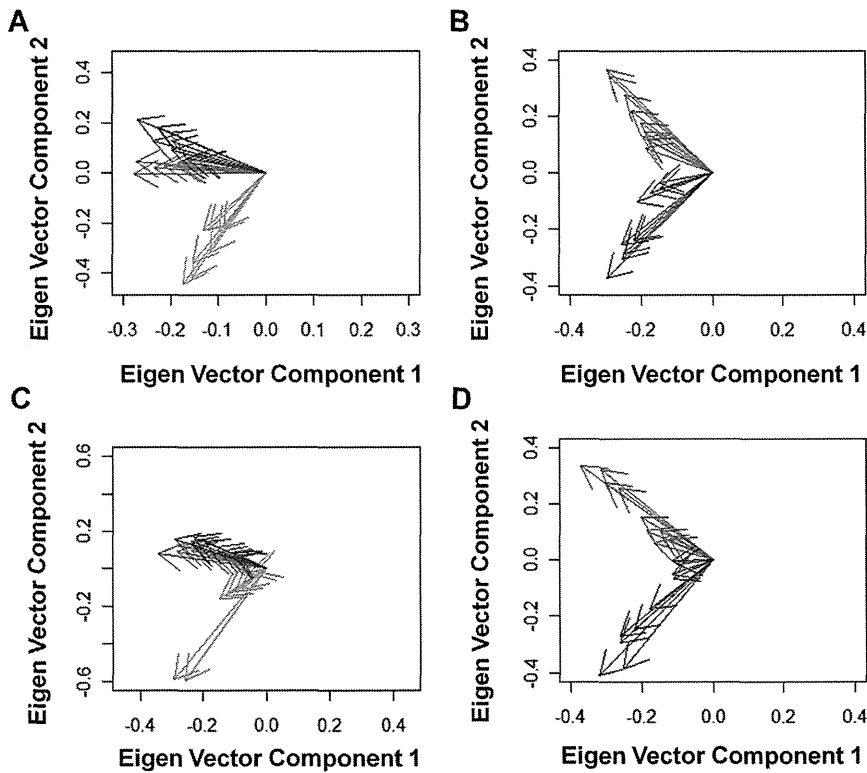 A
Eigen Vector Component 2
0.4
0.2
0.0
-0.2
-0.4
-0.3 -0.2 -0.1 0.0 0.1 0.2 0.3
Eigen Vector Component 1
B
Eigen Vector Component 2
0.4
0.2
0.0
-0.2
-0.4
-0.4 -0.2 0.0 0.2 0.4
Eigen Vector Component 1
C
Eigen Vector Component 2
0.6
0.2
-0.2
-0.6
-0.4 -0.2 0.0 0.2 0.4
Eigen Vector Component 1
D
Eigen Vector Component 2
0.4
0.2
0.0
-0.2
-0.4
-0.4 -0.2 0.0 0.2 0.4
Eigen Vector Component 1